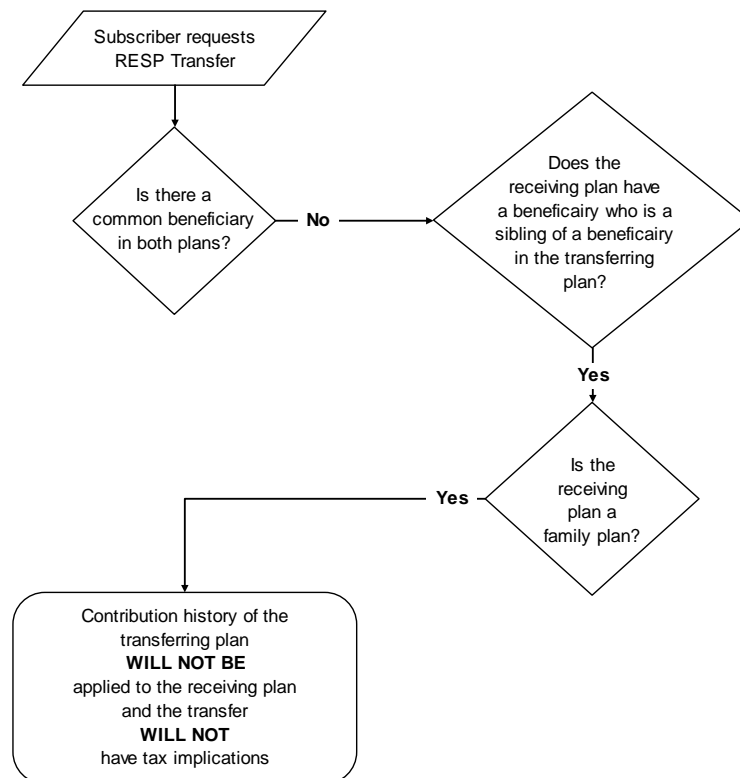 Subscriber requests
RESP Transfer
Is there a
common beneficiary
in both plans?
No
Does the
receiving plan have
a beneficairy who is a
sibling of a beneficairy
in the transferring
plan?
Yes
Is the
receiving
plan a
family plan?
Yes
Contribution history of the
transferring plan
WILL NOT BE
applied to the receiving plan
and the transfer
WILL NOT
have tax implications